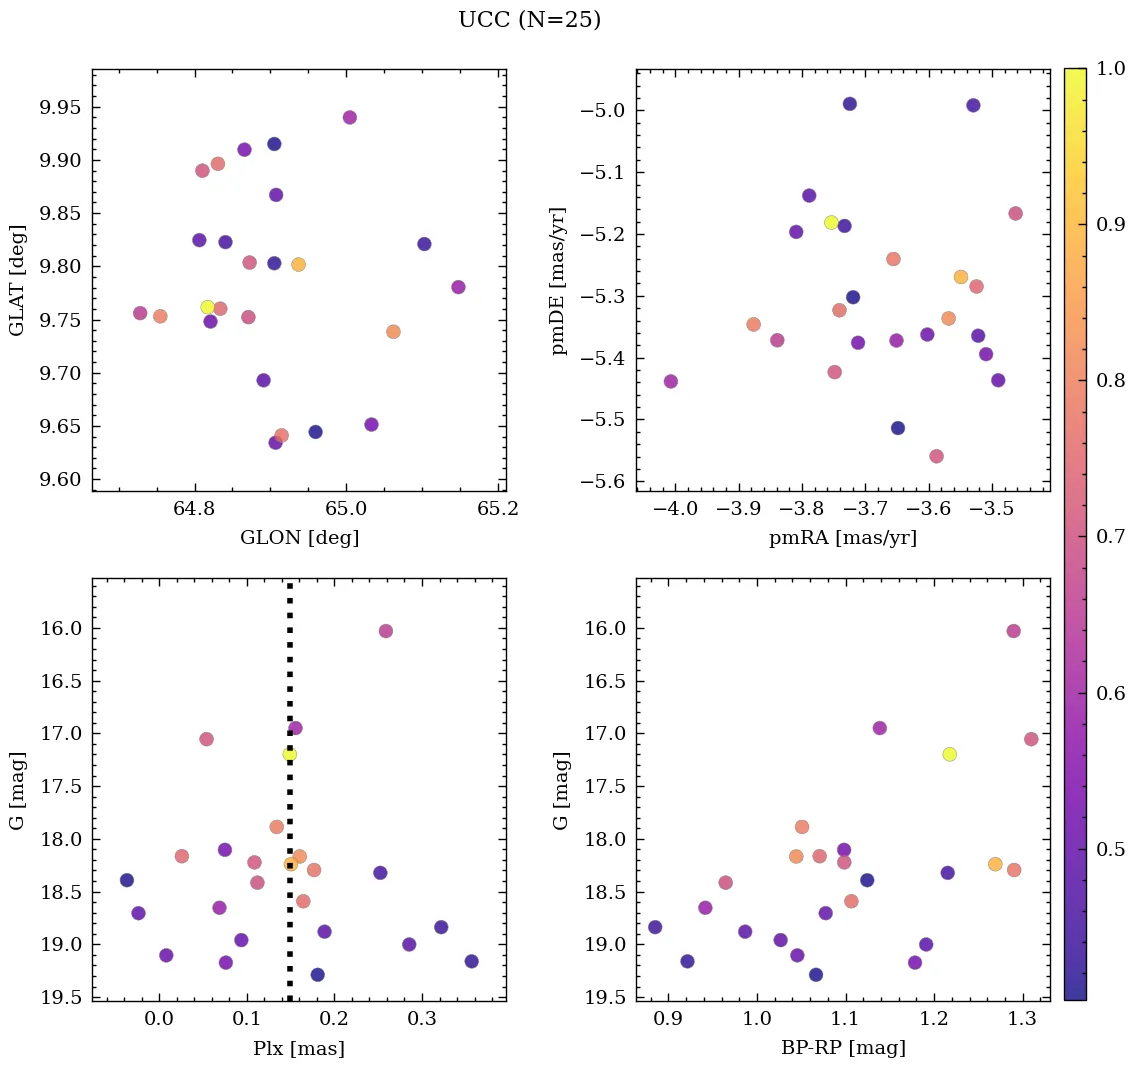 UCC (N=25)
9.95
9.90
9.85
9.80
9.75
9.70
9.65
9.60
GLAT [deg]
64.8 65.0 65.2
GLON [deg]
−5.0
−5.1
−5.2
−5.3
−5.4
−5.5
−5.6
pmDE [mas/yr]
−4.0 −3.9 −3.8 −3.7 −3.6 −3.5
pmRA [mas/yr]
16.0
16.5
17.0
17.5
18.0
18.5
19.0
19.5
G [mag]
0.0 0.1 0.2 0.3
Plx [mas]
16.0
16.5
17.0
17.5
18.0
18.5
19.0
19.5
G [mag]
0.9 1.0 1.1 1.2 1.3
BP-RP [mag]
1.0
0.9
0.8
0.7
0.6
0.5